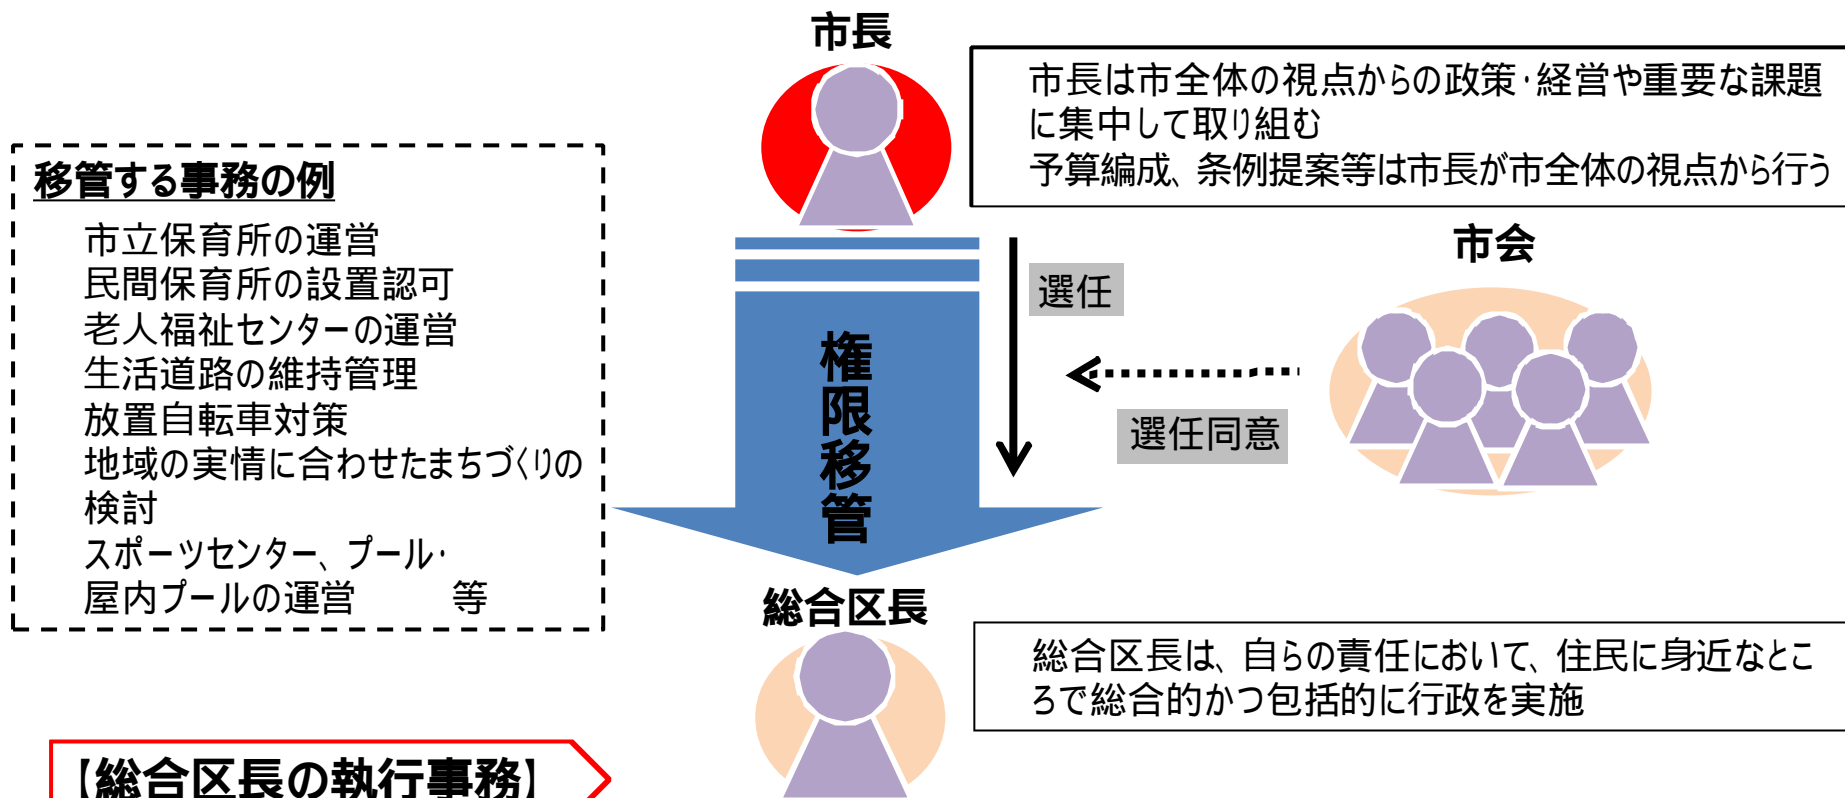 市長
市長は市全体の視点からの政策・経営や重要な課題
に集中して取り組む
予算編成、条例提案等は市長が市全体の視点から行う
移管する事務の例
市立保育所の運営
民間保育所の設置認可
老人福祉センターの運営
生活道路の維持管理
放置自転車対策
地域の実情に合わせたまちづくりの
検討
スポーツセンター、プール・
屋内プールの運営　　等
市会
選任
選任同意
権限移管
総合区長
総合区長は、自らの責任において、住民に身近なとこ
ろで総合的かつ包括的に行政を実施
【総合区長の執行事務】